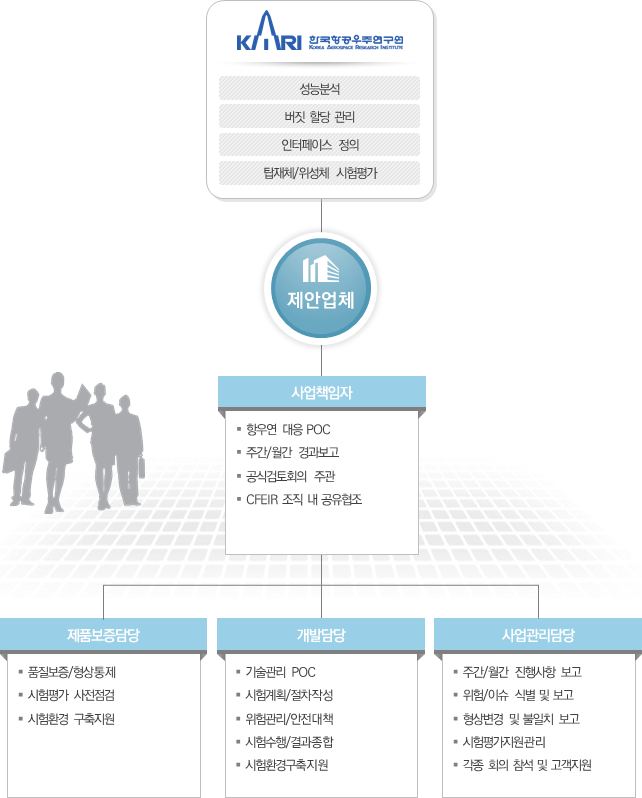 KARI 한국항공우주연구원
KOREA AEROSPACE RESEARCH INSTITUTE
성능분석
버짓 할당 관리
인터페이스 정의
탑재체/위성체 시험평가
제안업체
사업책임자
항우연 대응 POC
주간/월간 경과보고
공식검토회의 주관
CFEIR 조직 내 공유협조
제품보증담당
품질보증/형상통제
시험평가 사전점검
시험환경 구축지원
개발담당
기술관리 POC
시험계획/절차작성
위험관리/안전대책
시험수행/결과종합
시험환경구축지원
사업관리담당
주간/월간 진행사항 보고
위험/이슈 식별 및 보고
형상변경 및 불일치 보고
시험평가지원관리
각종 회의 참석 및 고객지원